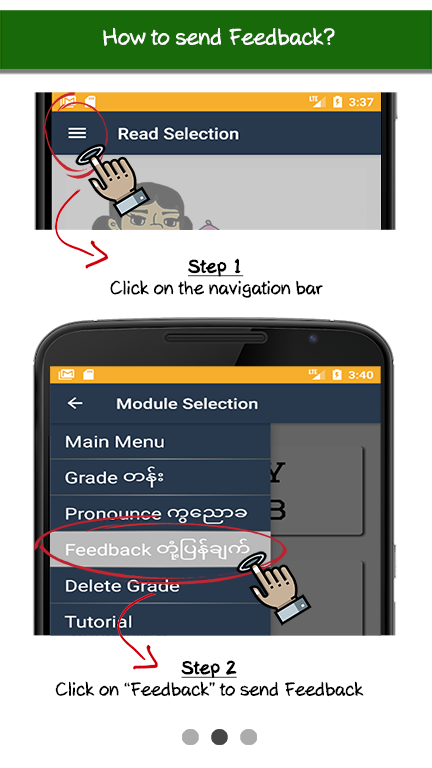 How to send Feedback?
LTE 3:37
Read Selection
Step 1
Click on the navigation bar
LTE 3:40
Module Selection
Main Menu
Grade တန်း
Y
Pronounce ကွညောခ
B
Feedback တုံ့ပြန်ချက်
Delete Grade
Tutorial
Step 2
Click on “Feedback” to send Feedback